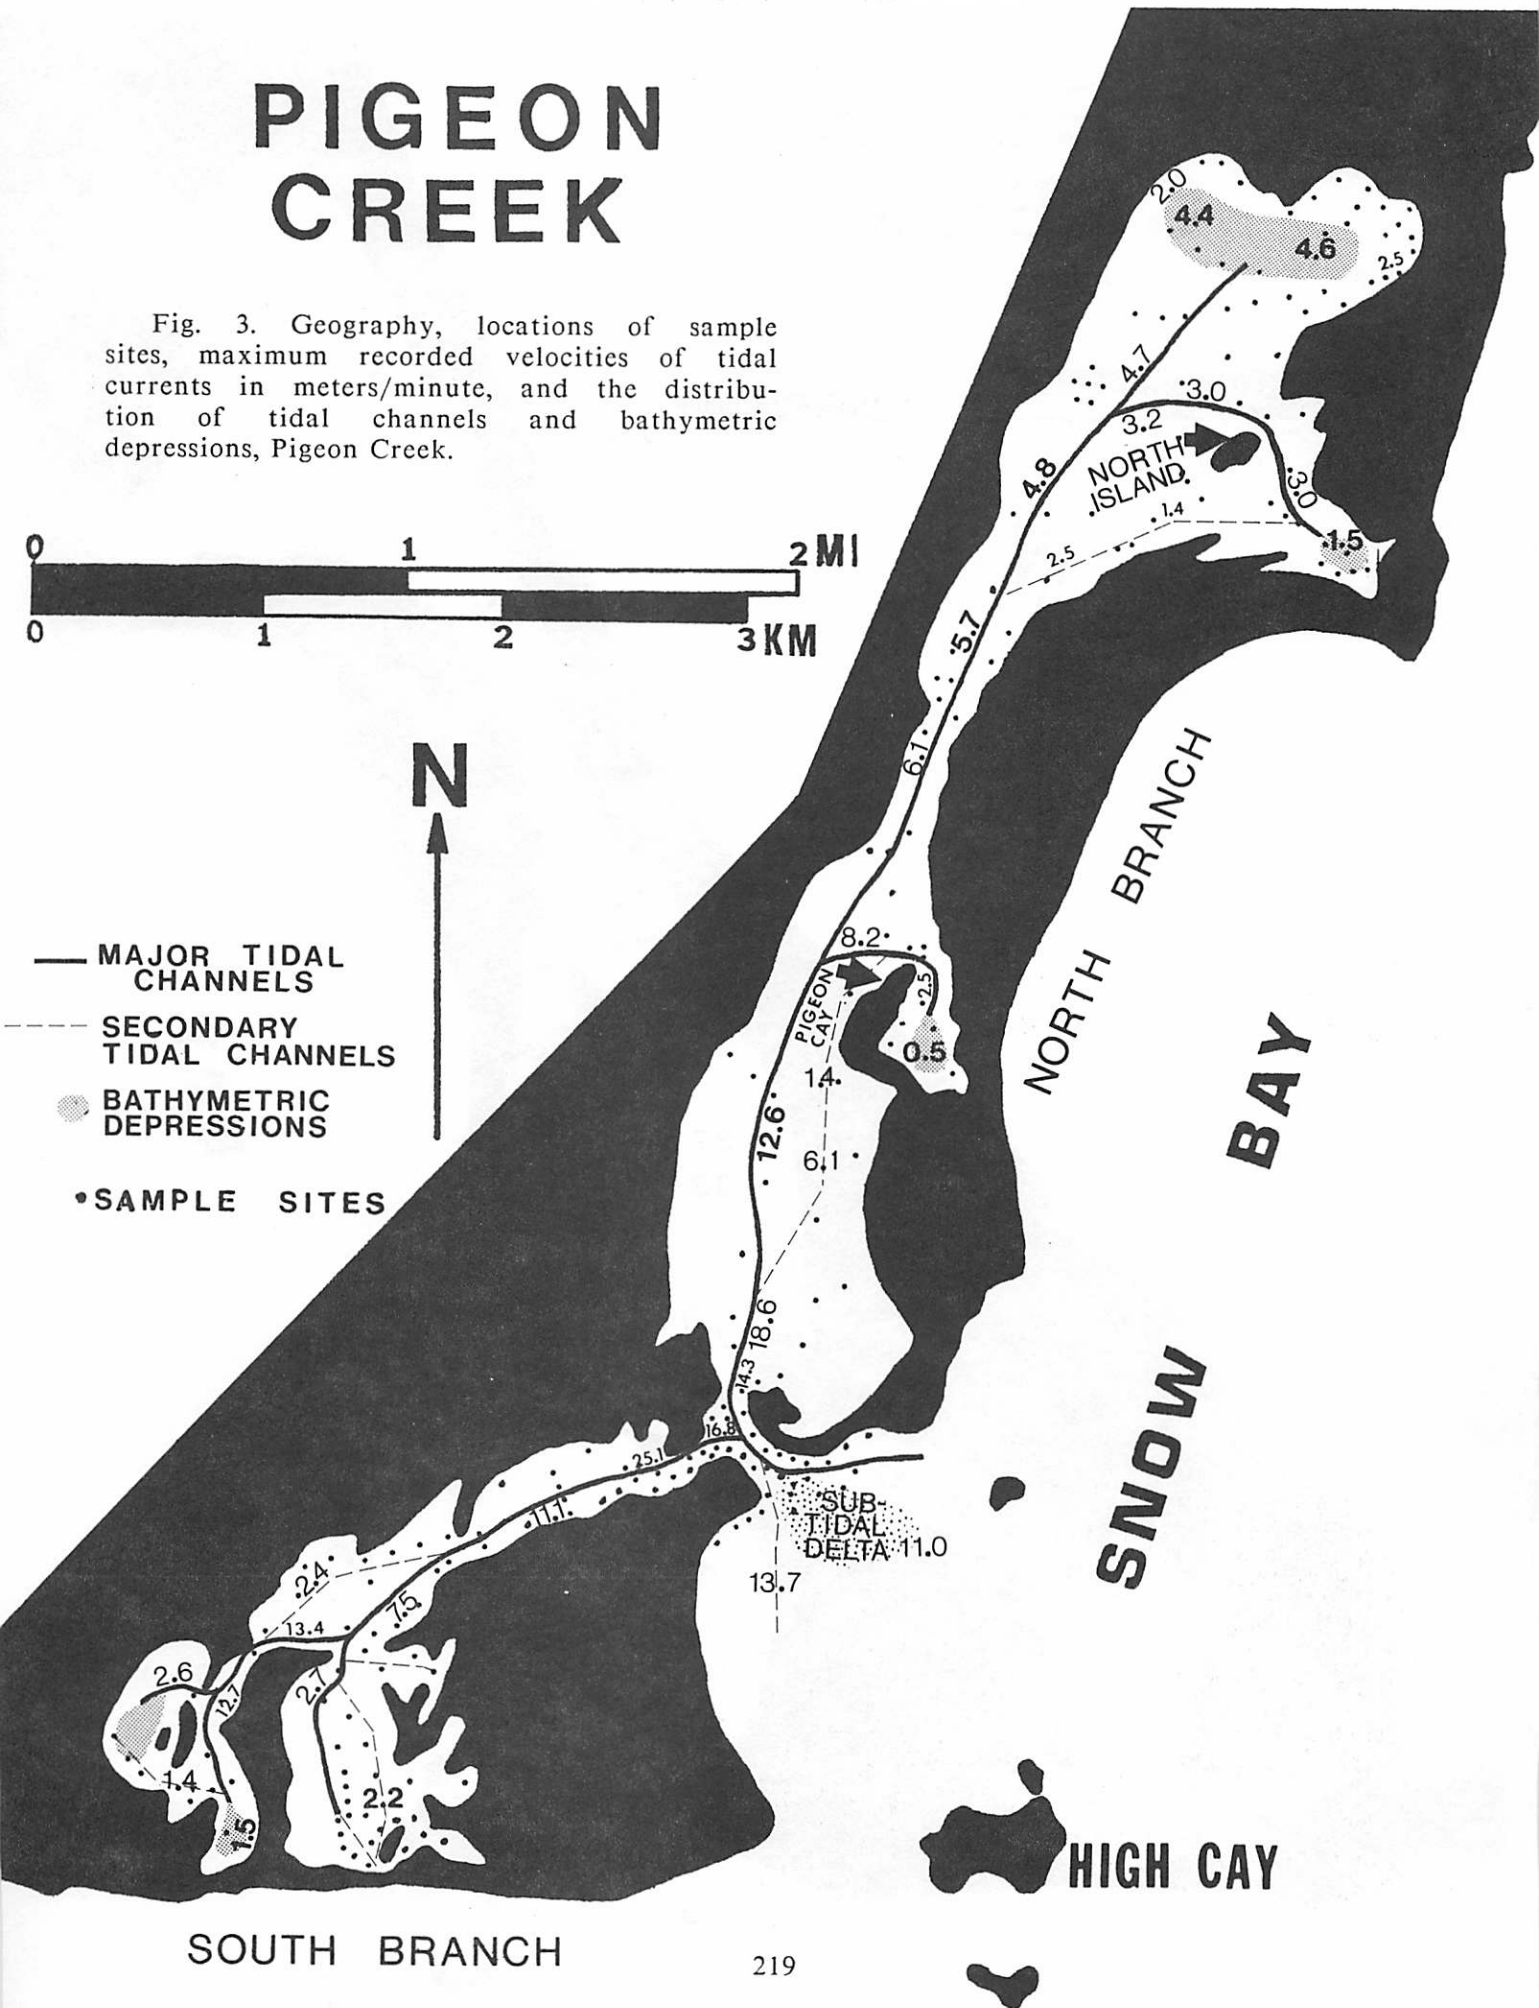 PIGEON
CREEK
Fig. 3. Geography, locations of sample
sites, maximum recorded velocities of tidal
currents in meters/minute, and the distribu-
tion of tidal channels and bathymetric
depressions, Pigeon Creek.
0 1 2 MI
0 1 2 3 KM
N
MAJOR TIDAL
CHANNELS
SECONDARY
TIDAL CHANNELS
BATHYMETRIC
DEPRESSIONS
SAMPLE SITES
2.0
4.4
4.6
2.5
4.7
3.0
3.2
NORTH
ISLAND
4.8
3.0
1.4
1.5
2.5
5.7
6.1
NORTH BRANCH
8.2
PIGEON
CAY
2.5
0.5
14
12.6
6.1
18.6
14.3
16.8
25.1
11.1
SUB-
TIDAL
DELTA 11.0
13.7
2.4
7.5
13.4
2.6
12.7
2.7
1.4
2.2
1.5
SNOW BAY
HIGH CAY
SOUTH BRANCH
219